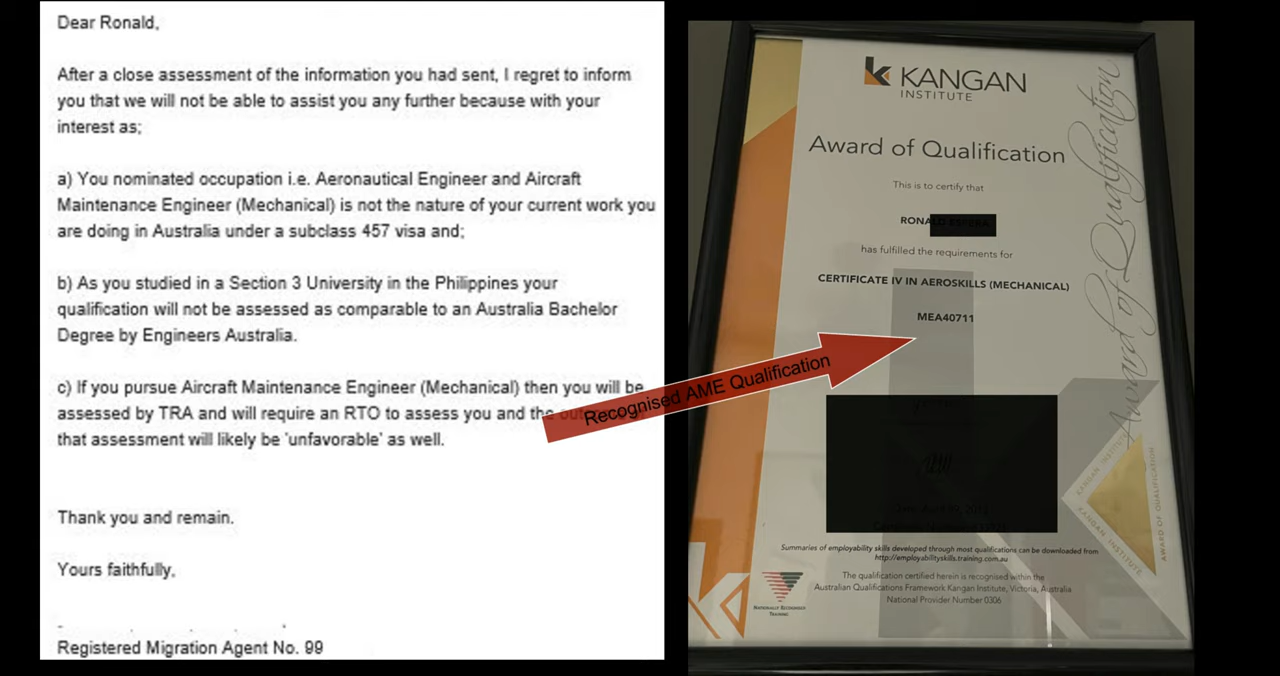 Dear Ronald,
After a close assessment of the information you had sent, I regret to inform
you that we will not be able to assist you any further because with your
interest as;
a) You nominated occupation i.e. Aeronautical Engineer and Aircraft
Maintenance Engineer (Mechanical) is not the nature of your current work you
are doing in Australia under a subclass 457 visa and;
b) As you studied in a Section 3 University in the Philippines your
qualification will not be assessed as comparable to an Australia Bachelor
Degree by Engineers Australia.
c) If you pursue Aircraft Maintenance Engineer (Mechanical) then you will be
assessed by TRA and will require an RTO to assess you and the
that assessment will likely be 'unfavorable' as well.
Thank you and remain.
Yours faithfully,
Registered Migration Agent No. 99
Recognised AME Qualification
KANGAN
INSTITUTE
Award of Qualification
This is to certify that
RONA
has fulfilled the requirements for
CERTIFICATE IV IN AEROSKILLS (MECHANICAL)
MEA40711
Summaries of employability skills developed through most qualifications can be downloaded from
http://employabilityskills.training.com.au
The qualification certified herein is recognised within the
Australian Qualifications Framework Kangan Institute, Victoria, Australia
National Provider Number 0306
NATIONALLY RECOGNISED
TRAINING
Award of Qualification
KANGAN INSTITUTE
KANGAN INSTITUTE
AWARD OF QUALIFICATION